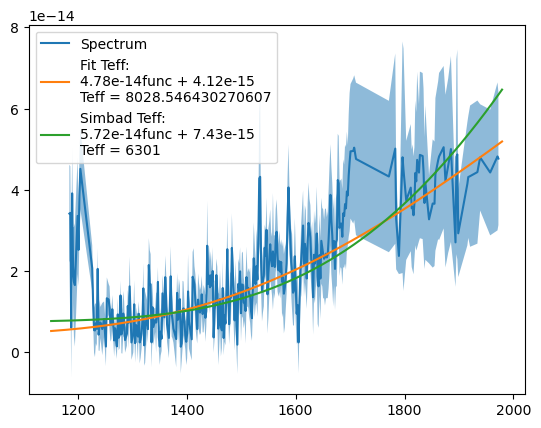 1e−14
8
6
4
2
0
Spectrum
Fit Teff:
4.78e-14func + 4.12e-15
Teff = 8028.546430270607
Simbad Teff:
5.72e-14func + 7.43e-15
Teff = 6301
1200 1400 1600 1800 2000